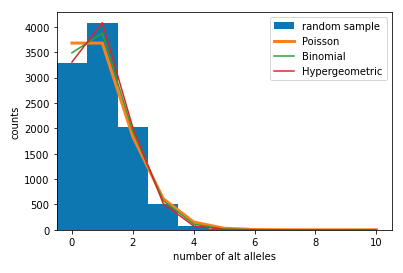 random sample
Poisson
Binomial
Hypergeometric
4000
3500
3000
2500
2000
1500
1000
500
0
counts
0 2 4 6 8 10
number of alt alleles